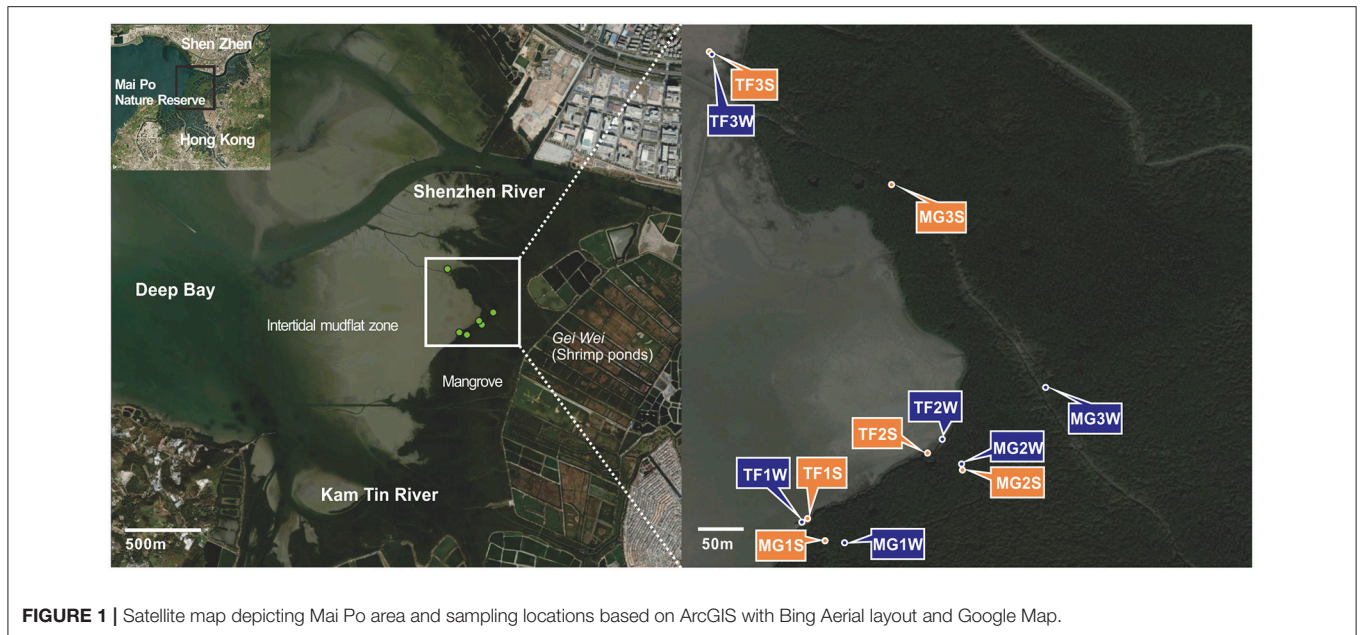 Shen Zhen
Mai Po
Nature Reserve
Hong Kong
Shenzhen River
Deep Bay
Intertidal mudflat zone
Gei Wei
(Shrimp ponds)
Mangrove
Kam Tin River
500m
TF3S
TF3W
MG3S
TF2W
MG3W
TF2S
MG2W
TF1W
TF1S
MG2S
MG1S
MG1W
50m
FIGURE 1 | Satellite map depicting Mai Po area and sampling locations based on ArcGIS with Bing Aerial layout and Google Map.